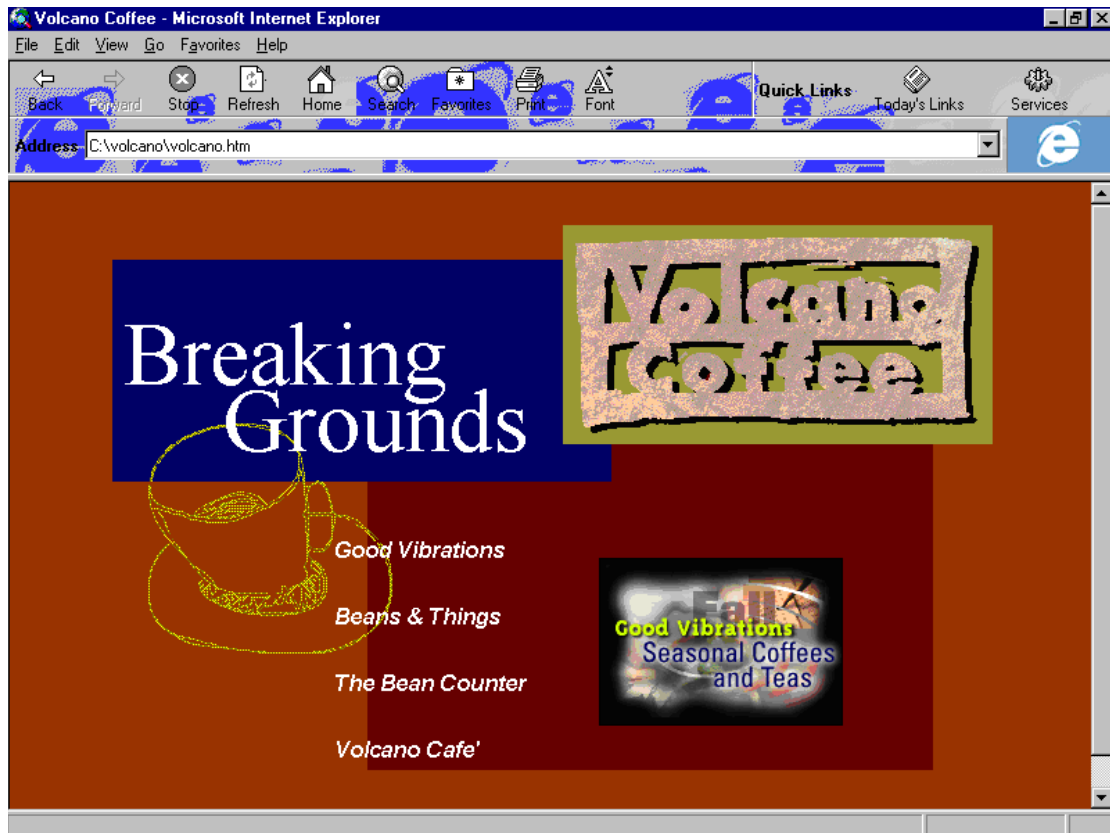 Volcano Coffee - Microsoft Internet Explorer
File Edit View Go Favorites Help
Back Forward Stop Refresh Home Search Favorites Print Font Quick Links Today's Links Services
Address C:\volcano\volcano.htm
Volcano
Coffee
Breaking
Grounds
Good Vibrations
Beans & Things
The Bean Counter
Volcano Cafe'
Fall
Good Vibrations
Seasonal Coffees
and Teas